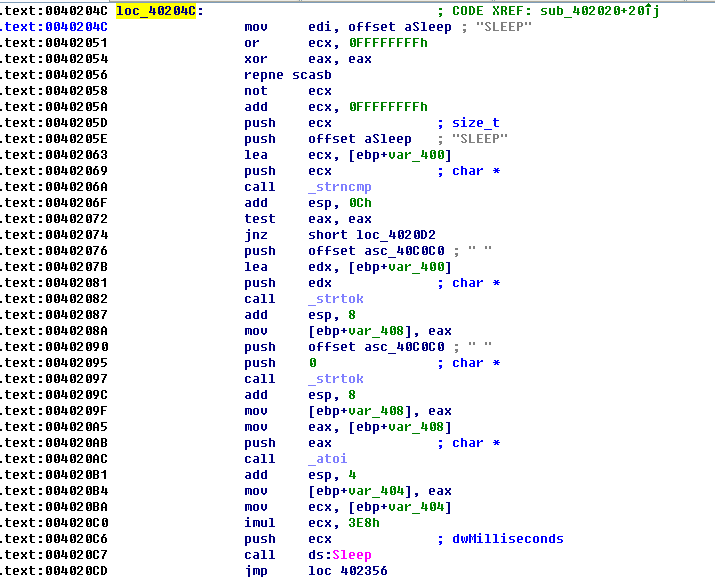 .text:0040204C loc_40204C: ; CODE XREF: sub_402020+20↑j
.text:0040204C mov edi, offset aSleep ; "SLEEP"
.text:00402051 or ecx, 0FFFFFFFFh
.text:00402054 xor eax, eax
.text:00402056 repne scasb
.text:00402058 not ecx
.text:0040205A add ecx, 0FFFFFFFFh
.text:0040205D push ecx ; size_t
.text:0040205E push offset aSleep ; "SLEEP"
.text:00402063 lea ecx, [ebp+var_400]
.text:00402069 push ecx ; char *
.text:0040206A call _strncmp
.text:0040206F add esp, 0Ch
.text:00402072 test eax, eax
.text:00402074 jnz short loc_4020D2
.text:00402076 push offset asc_40C0C0 ; " "
.text:0040207B lea edx, [ebp+var_400]
.text:00402081 push edx ; char *
.text:00402082 call _strtok
.text:00402087 add esp, 8
.text:0040208A mov [ebp+var_408], eax
.text:00402090 push offset asc_40C0C0 ; " "
.text:00402095 push 0 ; char *
.text:00402097 call _strtok
.text:0040209C add esp, 8
.text:0040209F mov [ebp+var_408], eax
.text:004020A5 mov eax, [ebp+var_408]
.text:004020AB push eax ; char *
.text:004020AC call _atoi
.text:004020B1 add esp, 4
.text:004020B4 mov [ebp+var_404], eax
.text:004020BA mov ecx, [ebp+var_404]
.text:004020C0 imul ecx, 3E8h
.text:004020C6 push ecx ; dwMilliseconds
.text:004020C7 call ds:Sleep
.text:004020CD jmp loc_402356